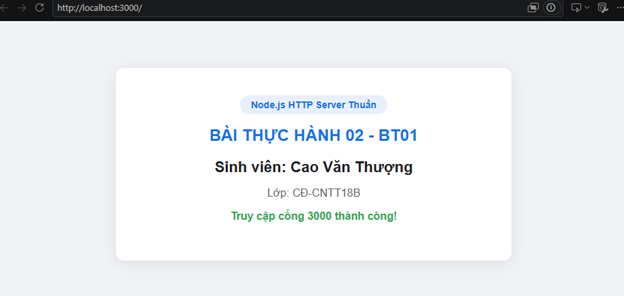 http://localhost:3000/
Node.js HTTP Server Thuần
BÀI THỰC HÀNH 02 - BT01
Sinh viên: Cao Văn Thượng
Lớp: CĐ-CNTT18B
Truy cập cổng 3000 thành công!